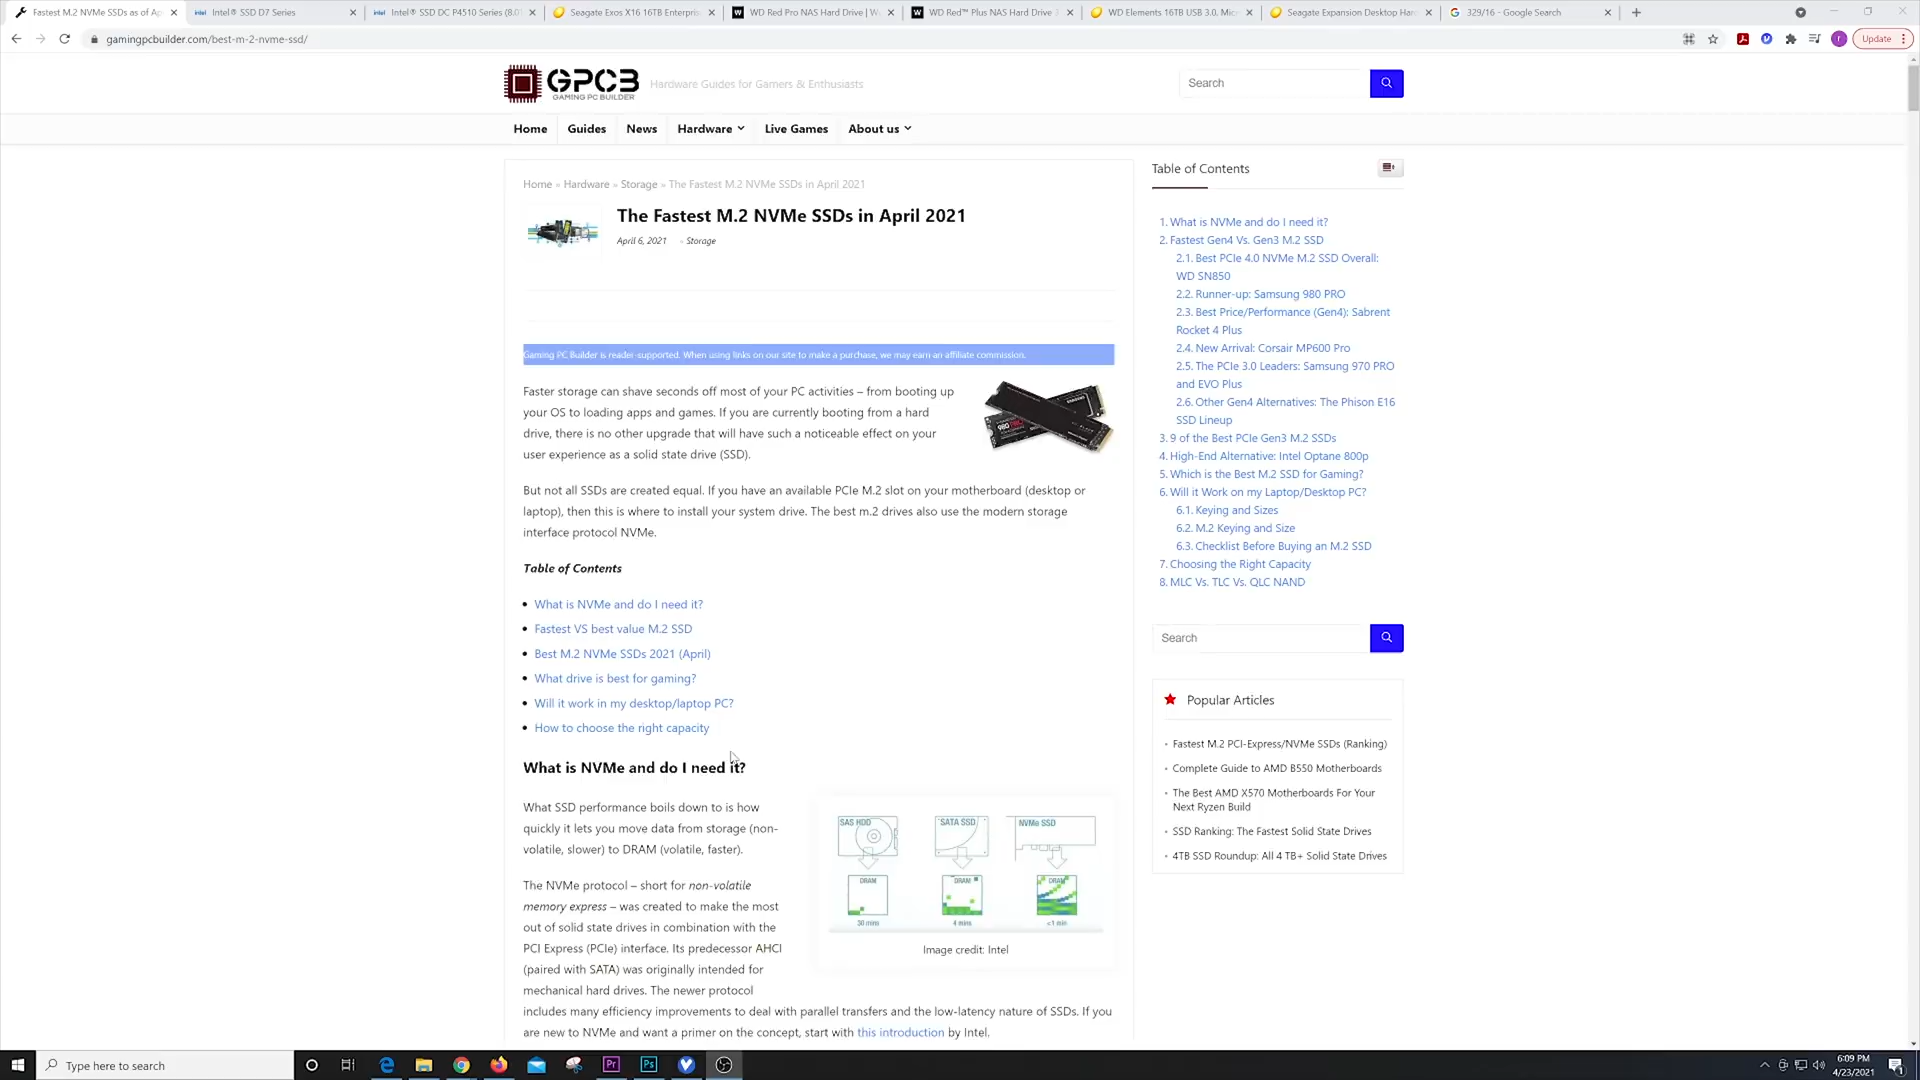 Fastest M.2 NVMe SSDs as of Ap
Intel® SSD D7 Series
Intel® SSD DC P4510 Series (8.0T
Seagate Exos X16 16TB Enterpris
WD Red Pro NAS Hard Drive | W
WD Red™ Plus NAS Hard Drive
WD Elements 16TB USB 3.0, Mic
Seagate Expansion Desktop Har
329/16 - Google Search
gamingpcbuilder.com/best-m-2-nvme-ssd/
Update
GPCB
GAMING PC BUILDER
Hardware Guides for Gamers & Enthusiasts
Search
Home
Guides
News
Hardware
Live Games
About us
Home » Hardware » Storage » The Fastest M.2 NVMe SSDs in April 2021
The Fastest M.2 NVMe SSDs in April 2021
April 6, 2021 Storage
Gaming PC Builder is reader-supported. When using links on our site to make a purchase, we may earn an affiliate commission.
Faster storage can shave seconds off most of your PC activities – from booting up
your OS to loading apps and games. If you are currently booting from a hard
drive, there is no other upgrade that will have such a noticeable effect on your
user experience as a solid state drive (SSD).
980 PRO
SAMSUNG
But not all SSDs are created equal. If you have an available PCIe M.2 slot on your motherboard (desktop or
laptop), then this is where to install your system drive. The best m.2 drives also use the modern storage
interface protocol NVMe.
Table of Contents
What is NVMe and do I need it?
Fastest VS best value M.2 SSD
Best M.2 NVMe SSDs 2021 (April)
What drive is best for gaming?
Will it work in my desktop/laptop PC?
How to choose the right capacity
What is NVMe and do I need it?
What SSD performance boils down to is how
quickly it lets you move data from storage (non-
volatile, slower) to DRAM (volatile, faster).
The NVMe protocol – short for non-volatile
memory express – was created to make the most
out of solid state drives in combination with the
PCI Express (PCIe) interface. Its predecessor AHCI
(paired with SATA) was originally intended for
mechanical hard drives. The newer protocol
includes many efficiency improvements to deal with parallel transfers and the low-latency nature of SSDs. If you
are new to NVMe and want a primer on the concept, start with this introduction by Intel.
SAS HDD
SATA SSD
NVMe SSD
DRAM
DRAM
DRAM
30 mins
4 mins
<1 min
Image credit: Intel
Table of Contents
1. What is NVMe and do I need it?
2. Fastest Gen4 Vs. Gen3 M.2 SSD
2.1. Best PCIe 4.0 NVMe M.2 SSD Overall:
WD SN850
2.2. Runner-up: Samsung 980 PRO
2.3. Best Price/Performance (Gen4): Sabrent
Rocket 4 Plus
2.4. New Arrival: Corsair MP600 Pro
2.5. The PCIe 3.0 Leaders: Samsung 970 PRO
and EVO Plus
2.6. Other Gen4 Alternatives: The Phison E16
SSD Lineup
3. 9 of the Best PCIe Gen3 M.2 SSDs
4. High-End Alternative: Intel Optane 800p
5. Which is the Best M.2 SSD for Gaming?
6. Will it Work on my Laptop/Desktop PC?
6.1. Keying and Sizes
6.2. M.2 Keying and Size
6.3. Checklist Before Buying an M.2 SSD
7. Choosing the Right Capacity
8. MLC Vs. TLC Vs. QLC NAND
Search
Popular Articles
Fastest M.2 PCI-Express/NVMe SSDs (Ranking)
Complete Guide to AMD B550 Motherboards
The Best AMD X570 Motherboards For Your
Next Ryzen Build
SSD Ranking: The Fastest Solid State Drives
4TB SSD Roundup: All 4 TB+ Solid State Drives
Type here to search
Pr
Ps
6:09 PM
4/23/2021